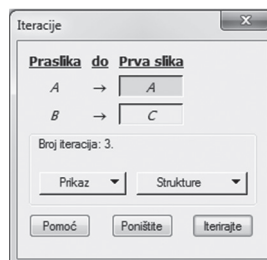 Iteracije
x
Praslika do Prva slika
A → A
B → C
Broj iteracija: 3.
Prikaz Strukture
Pomoć Poništite Iterirajte